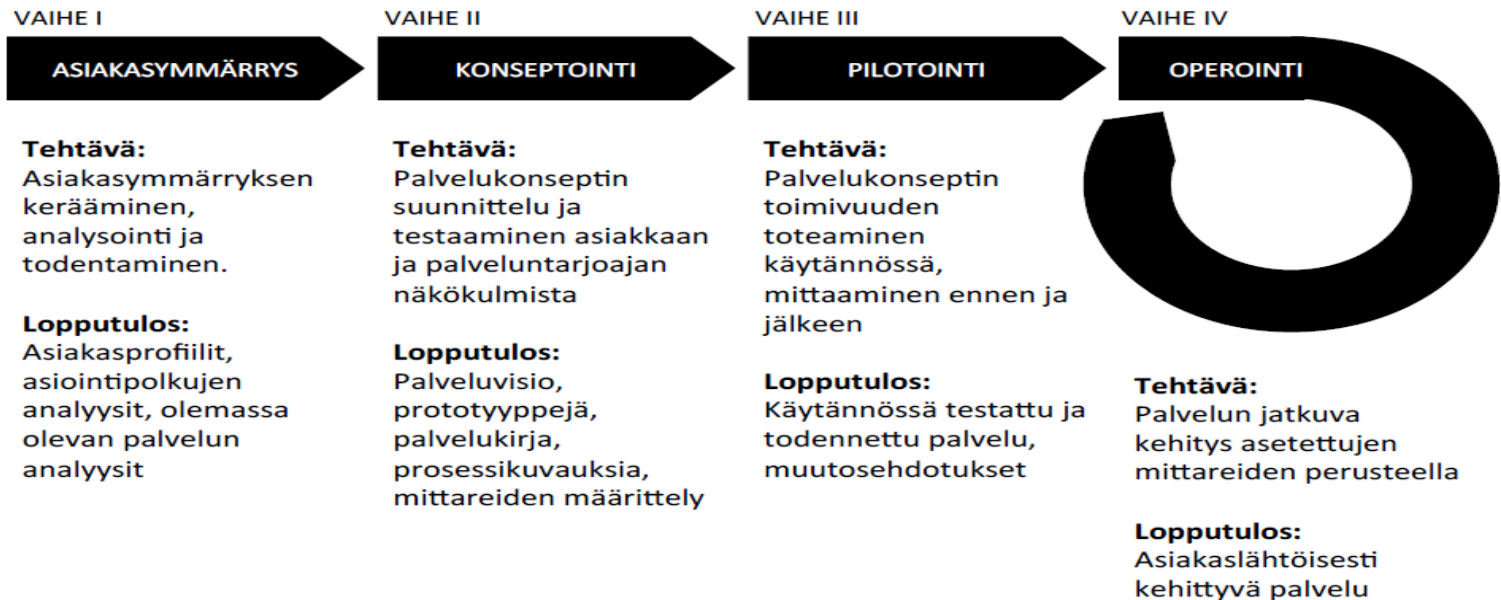 VAIHE I
ASIAKASYMMÄRRYS
Tehtävä:
Asiakasymmärryksen
kerääminen,
analysointi ja
todentaminen.
Lopputulos:
Asiakasprofiilit,
asiointipolkujen
analyysit, olemassa
olevan palvelun
analyysit
VAIHE II
KONSEPTOINTI
Tehtävä:
Palvelukonseptin
suunnittelu ja
testaaminen asiakkaan
ja palveluntarjoajan
näkökulmista
Lopputulos:
Palveluvisio,
prototyyppejä,
palvelukirja,
prosessikuvauksia,
mittareiden määrittely
VAIHE III
PILOTOINTI
Tehtävä:
Palvelukonseptin
toimivuuden
toteaminen
käytännössä,
mittaaminen ennen ja
jälkeen
Lopputulos:
Käytännössä testattu ja
todennettu palvelu,
muutosehdotukset
VAIHE IV
OPEROINTI
Tehtävä:
Palvelun jatkuva
kehitys asetettujen
mittareiden perusteella
Lopputulos:
Asiakaslähtöisesti
kehittyvä palvelu